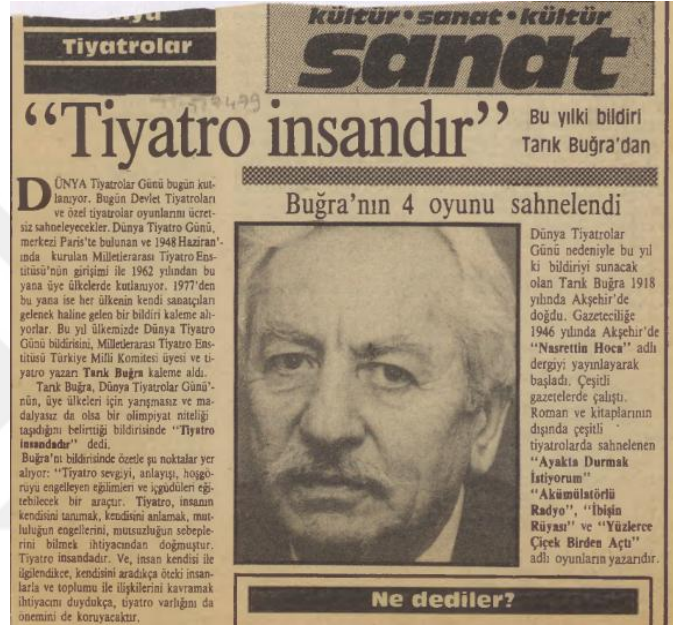 Tiyatrolar
kültür•sanat•kültür
sanat
“Tiyatro insandır”
Bu yılki bildiri
Tarık Buğra’dan
DÜNYA Tiyatrolar Günü bugün kut-
lanıyor. Bugün Devlet Tiyatroları
ve özel tiyatrolar oyunlarını ücret-
siz sahneleyecekler. Dünya Tiyatro Günü,
merkezi Paris’te bulunan ve 1948 Haziran’-
ında kurulan Milletlerarası Tiyatro Ens-
titüsü’nün girişimi ile 1962 yılından bu
yana üye ülkelerde kutlanıyor. 1977’den
bu yana ise her ülkenin kendi sanatçıları
gelenek haline gelen bir bildiri kaleme alı-
yorlar. Bu yıl ülkemizde Dünya Tiyatro
Günü bildirisini, Milletlerarası Tiyatro Ens-
titüsü Türkiye Milli Komitesi üyesi ve ti-
yatro yazarı Tarık Buğra kaleme aldı.
Tarık Buğra, Dünya Tiyatrolar Günü’-
nün, üye ülkeleri için yarışmasız ve ma-
dalyasız da olsa bir olimpiyat niteliği
taşıdığını belirttiği bildirisinde “Tiyatro
insandadır” dedi.
Buğra’nı bildirisinde özetle şu noktalar yer
alıyor: “Tiyatro sevgiyi, anlayışı, hoşgö-
rüyü engelleyen eğilimleri ve içgüdüleri eği-
tebilecek bir araçtır. Tiyatro, insanın
kendisini tanımak, kendisini anlamak, mut-
luluğun engellerini, mutsuzluğun sebeple-
rini bilmek ihtiyacından doğmuştur.
Tiyatro insandadır. Ve, insan kendisi ile
ilgilendikçe, kendisini aradıkça öteki insan-
larla ve toplumu ile ilişkilerini kavramak
ihtiyacını duydukça, tiyatro varlığını da
önemini de koruyacaktır.
Buğra’nın 4 oyunu sahnelendi
Dünya Tiyatrolar
Günü nedeniyle bu yıl
ki bildiriyi sunacak
olan Tarık Buğra 1918
yılında Akşehir’de
doğdu. Gazeteciliğe
1946 yılında Akşehir’de
“Nasrettin Hoca” adlı
dergiyi yayınlayarak
başladı. Çeşitli
gazetelerde çalıştı.
Roman ve kitaplarının
dışında çeşitli
tiyatrolarda sahnelenen
“Ayakta Durmak
İstiyorum”
“Akümülatörlü
Radyo”, “İbişin
Rüyası” ve “Yüzlerce
Çiçek Birden Açtı”
adlı oyunların yazarıdır.
Ne dediler?